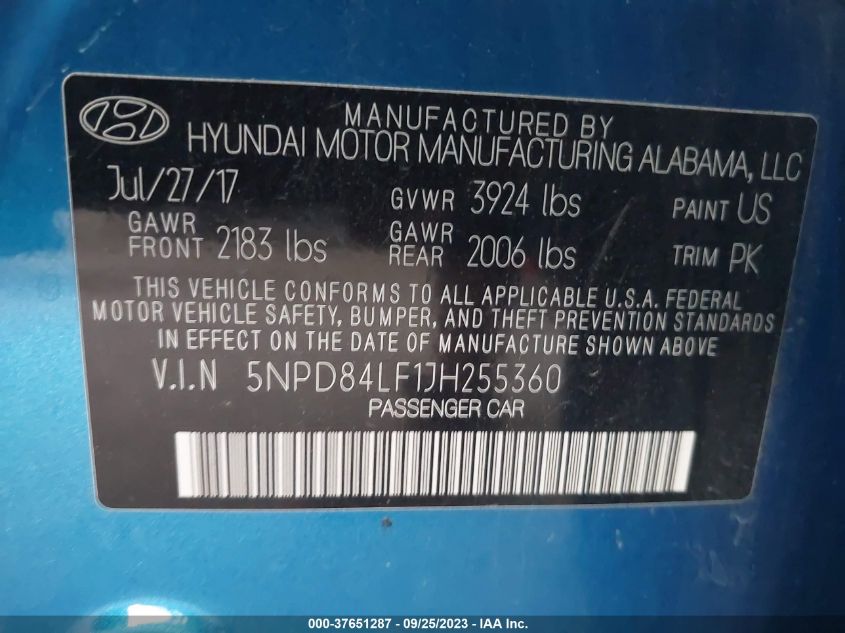 MANUFACTURED BY
HYUNDAI MOTOR MANUFACTURING ALABAMA, LLC
Jul/27/17 GVWR 3924 lbs PAINT US
GAWR FRONT 2183 lbs GAWR REAR 2006 lbs TRIM PK
THIS VEHICLE CONFORMS TO ALL APPLICABLE U.S.A. FEDERAL
MOTOR VEHICLE SAFETY, BUMPER, AND THEFT PREVENTION STANDARDS
IN EFFECT ON THE DATE OF MANUFACTURE SHOWN ABOVE
V.I.N 5NPD84LF1JH255360
PASSENGER CAR
000-37651287 - 09/25/2023 - IAA Inc.